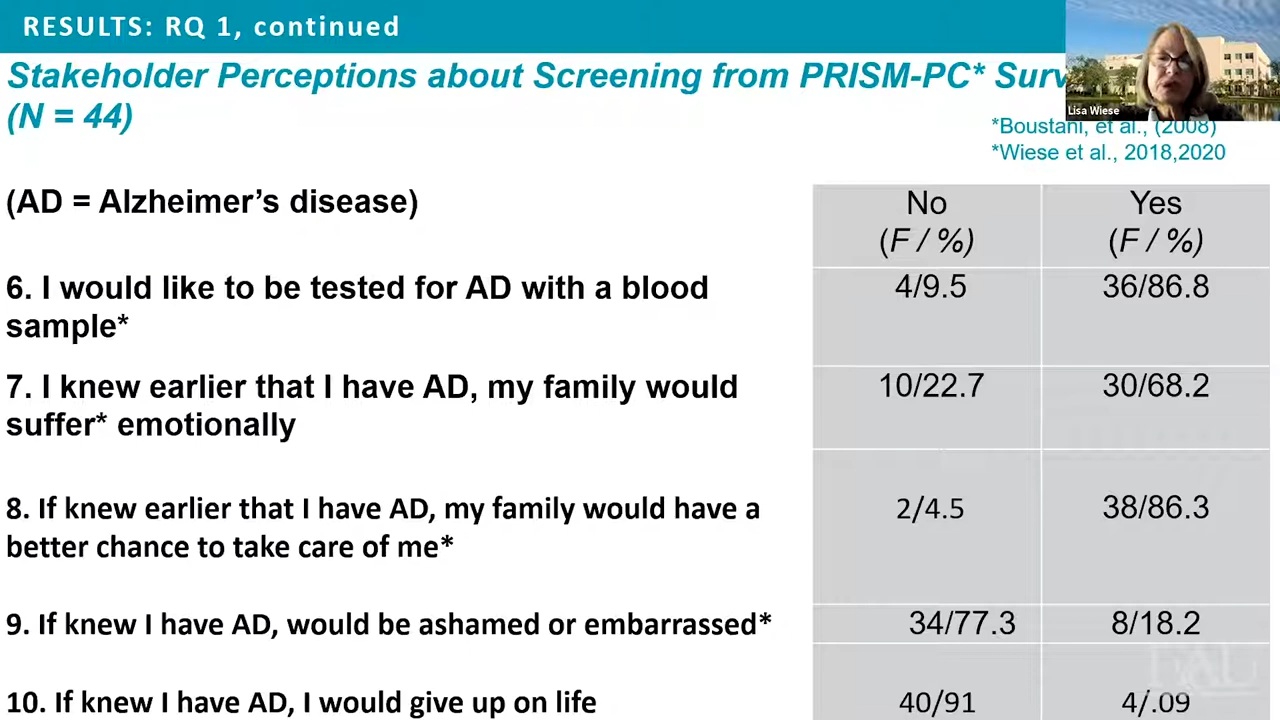 RESULTS: RQ 1, continued
Stakeholder Perceptions about Screening from PRISM-PC*
(N = 44)
Lisa Wiese
*Boustani, et al., (2008)
*Wiese et al., 2018,2020
(AD = Alzheimer's disease)
No
(F / %)
Yes
(F / %)
6. I would like to be tested for AD with a blood
sample*
4/9.5
36/86.8
7. I knew earlier that I have AD, my family would
suffer* emotionally
10/22.7
30/68.2
8. If knew earlier that I have AD, my family would have a
better chance to take care of me*
2/4.5
38/86.3
9. If knew I have AD, would be ashamed or embarrassed*
34/77.3
8/18.2
10. If knew I have AD, I would give up on life
40/91
4/.09
FAU